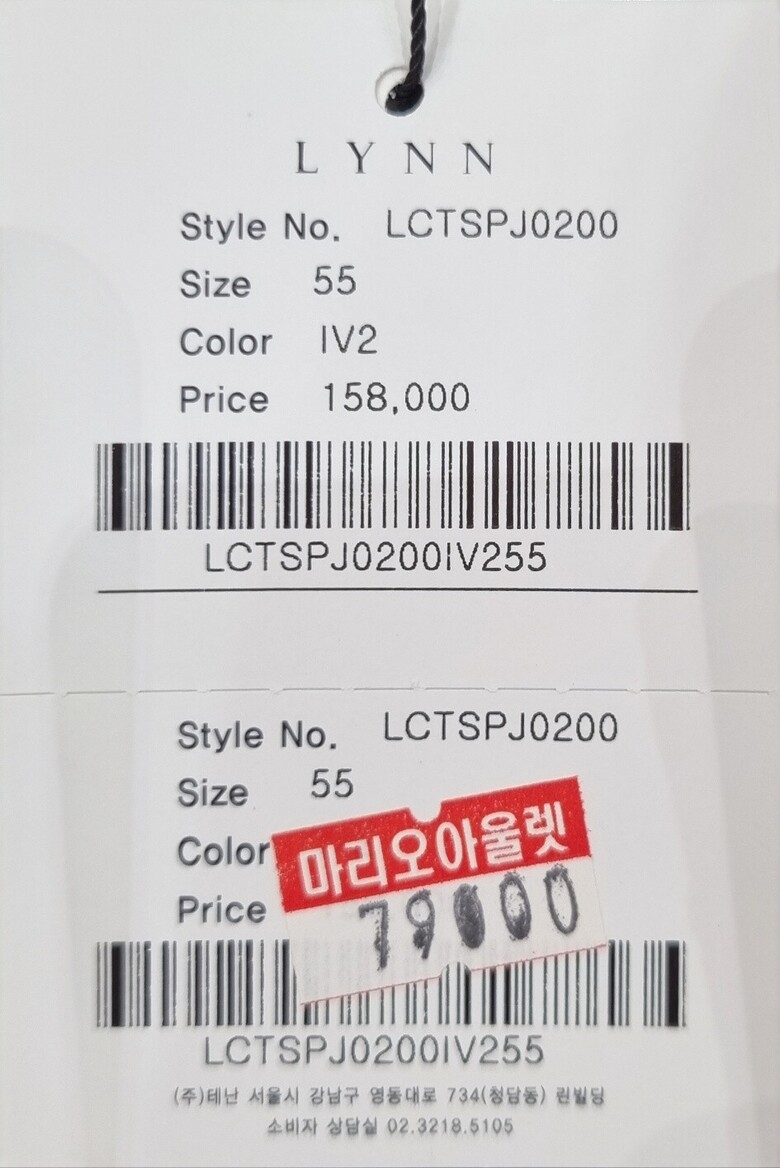 LYNN
Style No. LCTSPJ0200
Size 55
Color IV2
Price 158,000
LCTSPJ0200IV255
Style No. LCTSPJ0200
Size 55
Color
마리오아울렛
Price
79000
LCTSPJ0200IV255
(주)테난 서울시 강남구 영동대로 734(청담동) 린빌딩
소비자 상담실 02.3218.5105